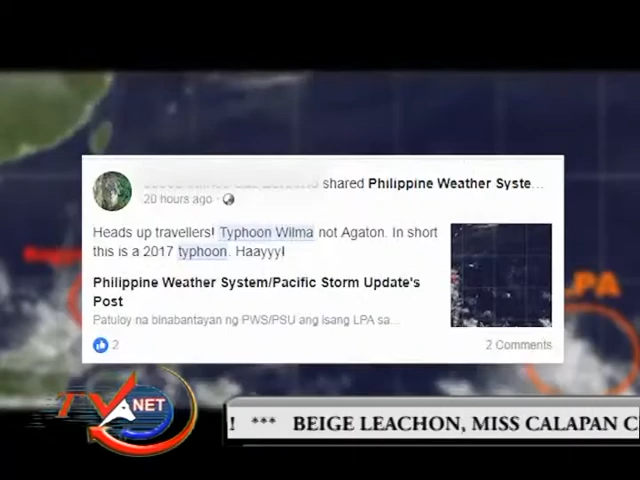 shared Philippine Weather Syste...
20 hours ago
Heads up travellers! Typhoon Wilma not Agaton. In short
this is a 2017 typhoon. Haayyy!
Philippine Weather System/Pacific Storm Update's
Post
Patuloy na binabantayan ng PWS/PSU ang isang LPA sa...
2
2 Comments
LPA
TV NET
! *** BEIGE LEACHON, MISS CALAPAN C